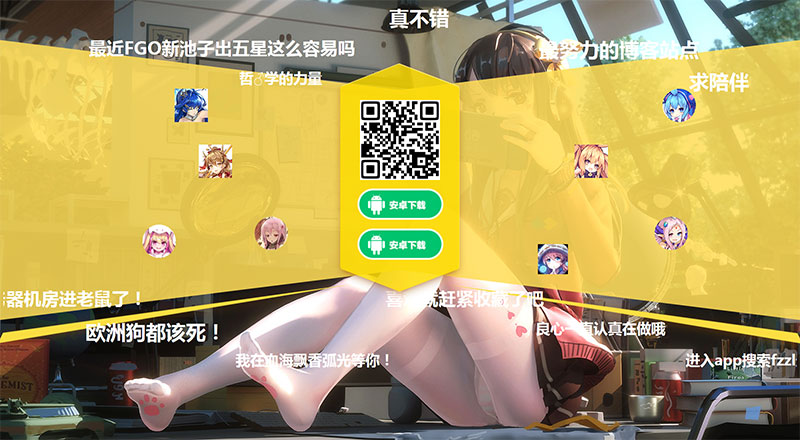 真不错
最近FGO新池子出五星这么容易吗
努力的博客站点
哲♂学的力量
求陪伴
安卓下载
安卓下载
器机房进老鼠了！
喜
就赶紧收藏了吧
欧洲狗都该死！
良心一直认真在做哦
我在血海飘香弧光等你！
进入app搜索fzzl